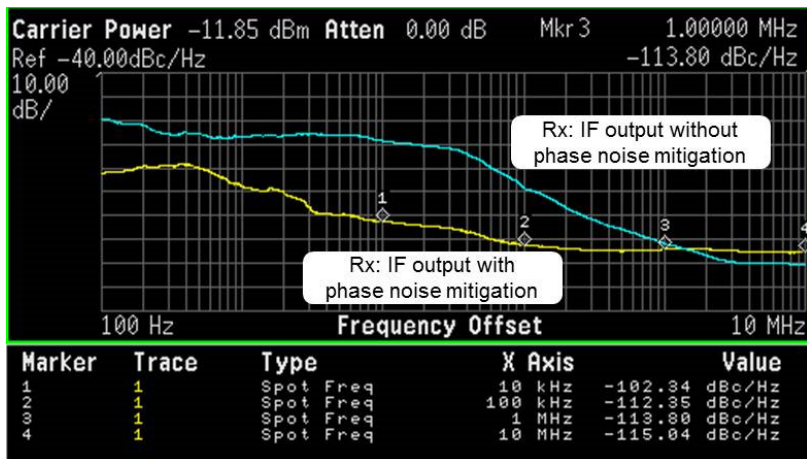 Carrier Power -11.85 dBm Atten 0.00 dB Mkr3 1.00000 MHz
Ref -40.00dBc/Hz -113.80 dBc/Hz
10.00
dB/
Rx: IF output without
phase noise mitigation
1
2
3
4
Rx: IF output with
phase noise mitigation
100 Hz Frequency Offset 10 MHz
Marker Trace Type X Axis Value
1 1 Spot Freq 10 kHz -102.34 dBc/Hz
2 1 Spot Freq 100 kHz -112.35 dBc/Hz
3 1 Spot Freq 1 MHz -113.80 dBc/Hz
4 1 Spot Freq 10 MHz -115.04 dBc/Hz